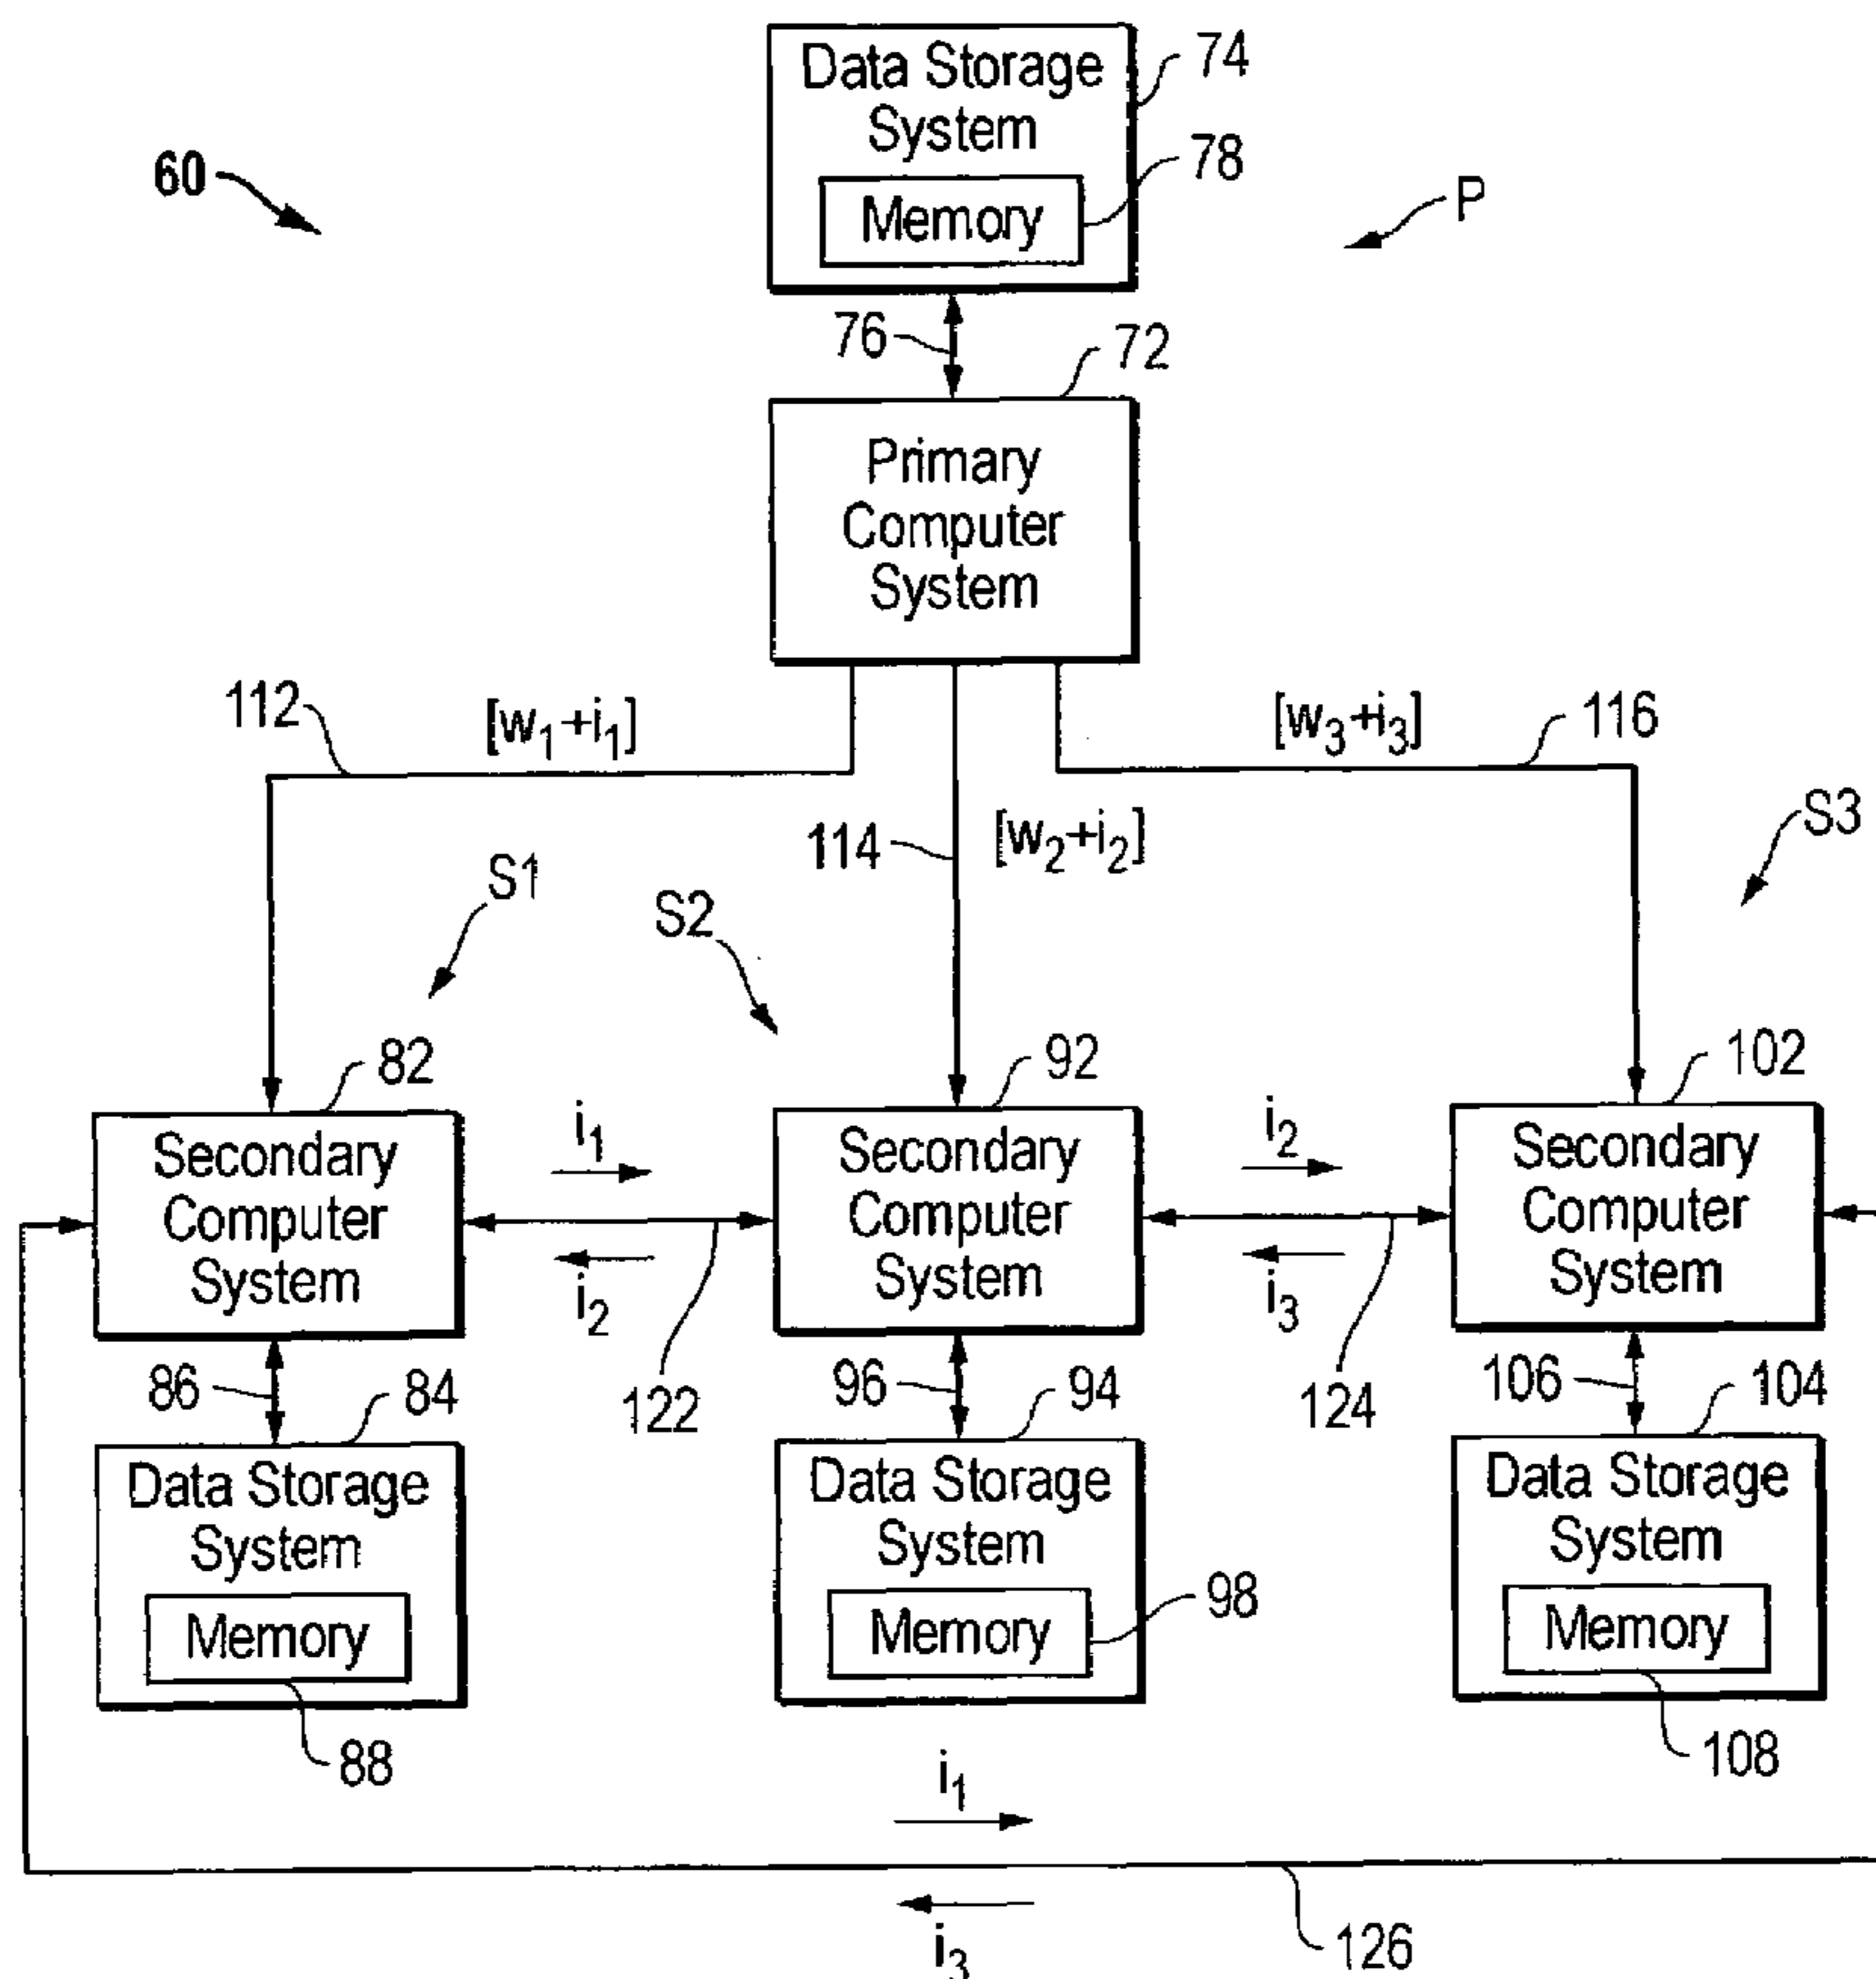 Data Storage
System
Memory
74
78
60
P
76
72
Primary
Computer
System
112
[w₁+i₁]
[w₃+i₃]
116
114
[w₂+i₂]
S1
S2
S3
82
92
102
Secondary
Computer
System
i₁
i₂
Secondary
Computer
System
i₂
i₃
Secondary
Computer
System
86
84
122
96
94
124
106
104
Data Storage
System
Memory
88
Data Storage
System
Memory
98
Data Storage
System
Memory
108
i₁
i₃
126